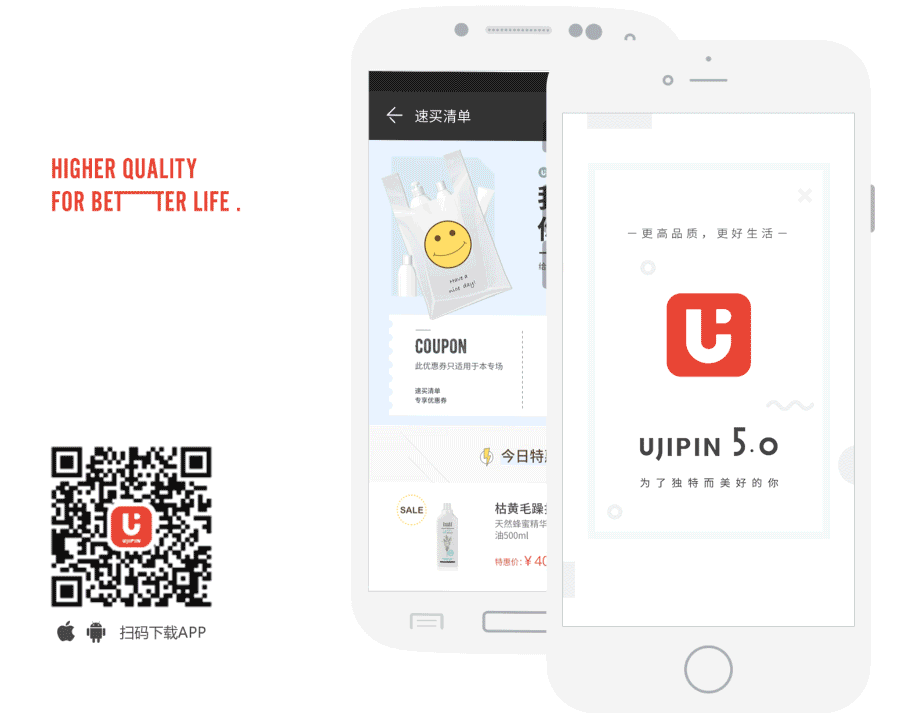 HIGHER QUALITY
FOR BETTER LIFE .
扫码下载APP
UJIPIN
速买清单
Have a
nice day!
COUPON
此优惠券只适用于本专场
速买清单
专享优惠券
今日特
SALE
枯黄毛躁
天然蜂蜜精华
油500ml
特惠价:￥40
一更高品质，更好生活一
UJIPIN 5.0
为了独特而美好的你